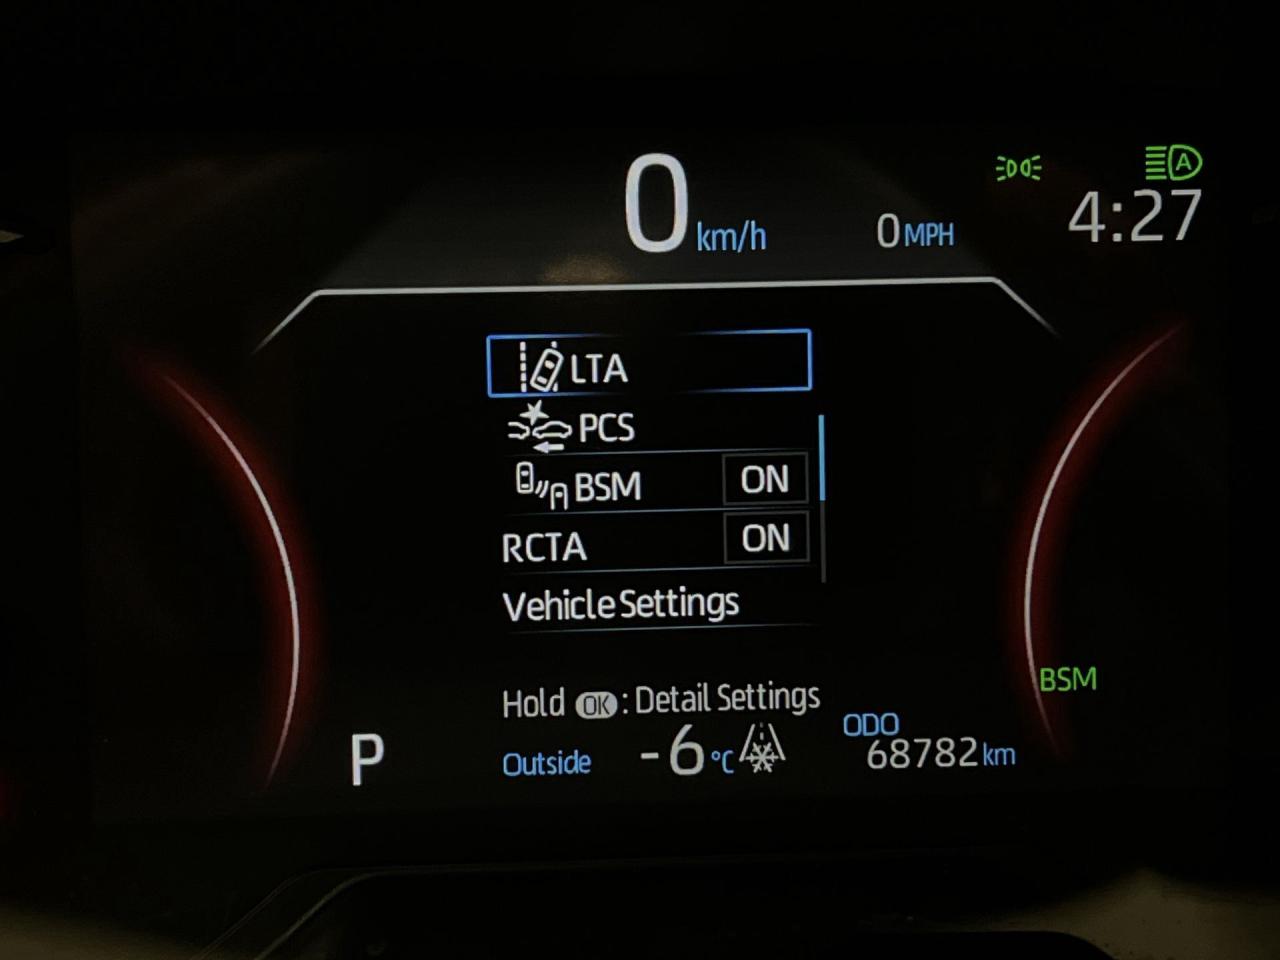 0 km/h
0 MPH
A
4:27
LTA
PCS
BSM ON
RCTA ON
Vehicle Settings
Hold OK : Detail Settings
BSM
P
Outside -6 °C
ODO
68782 km